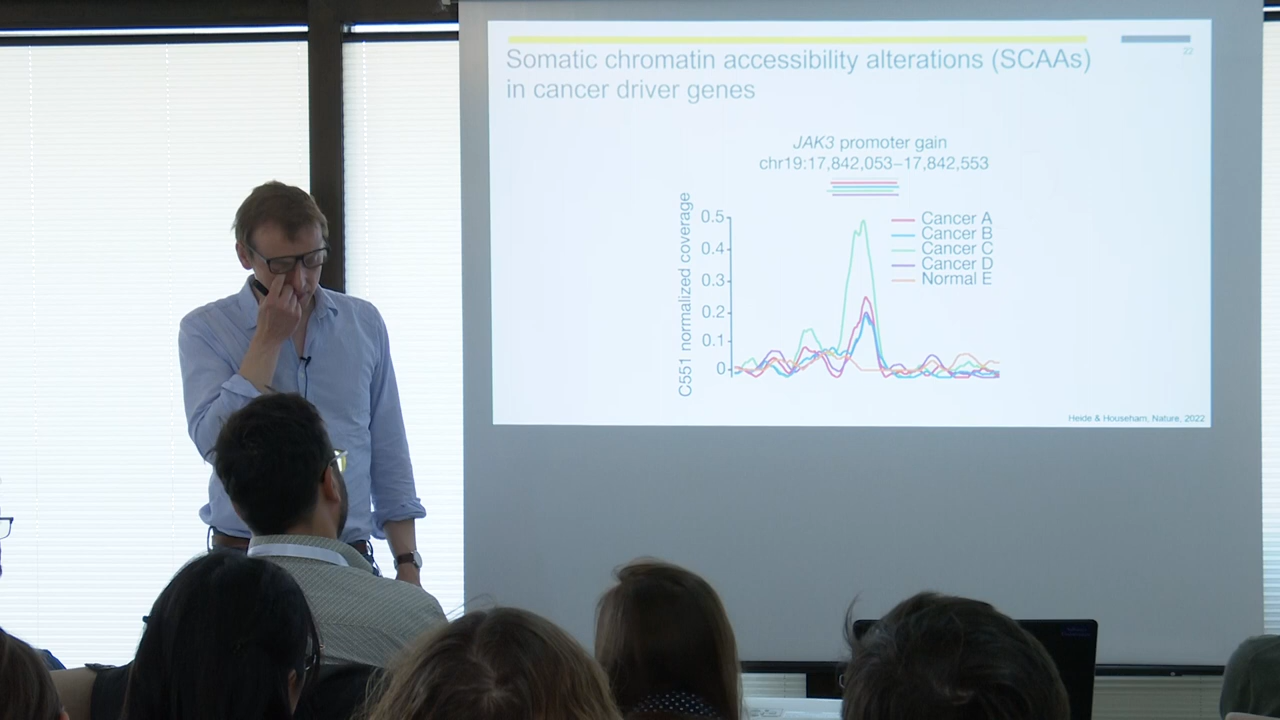 22
Somatic chromatin accessibility alterations (SCAAs)
in cancer driver genes
JAK3 promoter gain
chr19:17,842,053–17,842,553
C551 normalized coverage
0.5
0.4
0.3
0.2
0.1
0
Cancer A
Cancer B
Cancer C
Cancer D
Normal E
Heide & Househam, Nature, 2022